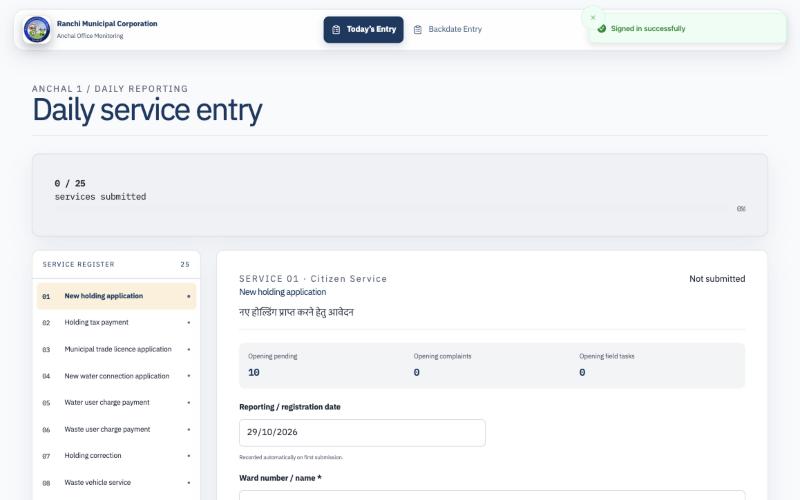 Ranchi Municipal Corporation
Anchal Office Monitoring
Today's Entry
Backdate Entry
Signed in successfully
ANCHAL 1 / DAILY REPORTING
Daily service entry
0 / 25
services submitted
0%
SERVICE REGISTER 25
01 New holding application
02 Holding tax payment
03 Municipal trade licence application
04 New water connection application
05 Water user charge payment
06 Waste user charge payment
07 Holding correction
08 Waste vehicle service
SERVICE 01 · Citizen Service
Not submitted
New holding application
नए होल्डिंग प्राप्त करने हेतु आवेदन
Opening pending
10
Opening complaints
0
Opening field tasks
0
Reporting / registration date
29/10/2026
Recorded automatically on first submission.
Ward number / name *